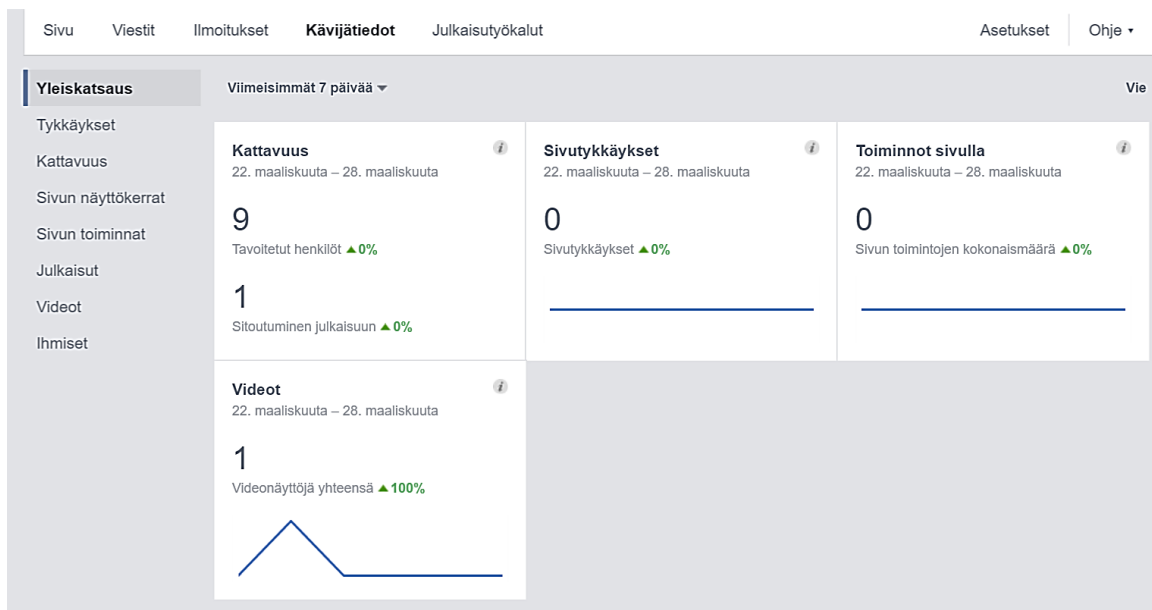 Sivu Viestit Ilmoitukset Kävijätiedot Julkaisutyökalut Asetukset Ohje
Yleiskatsaus
Tykkäykset
Kattavuus
Sivun näyttökerrat
Sivun toiminnat
Julkaisut
Videot
Ihmiset
Viimeisimmät 7 päivää
Vie
Kattavuus
22. maaliskuuta – 28. maaliskuuta
9
Tavoitetut henkilöt 0%
1
Sitoutuminen julkaisuun 0%
Sivutykkäykset
22. maaliskuuta – 28. maaliskuuta
0
Sivutykkäykset 0%
Toiminnot sivulla
22. maaliskuuta – 28. maaliskuuta
0
Sivun toimintojen kokonaismäärä 0%
Videot
22. maaliskuuta – 28. maaliskuuta
1
Videonäyttöjä yhteensä 100%